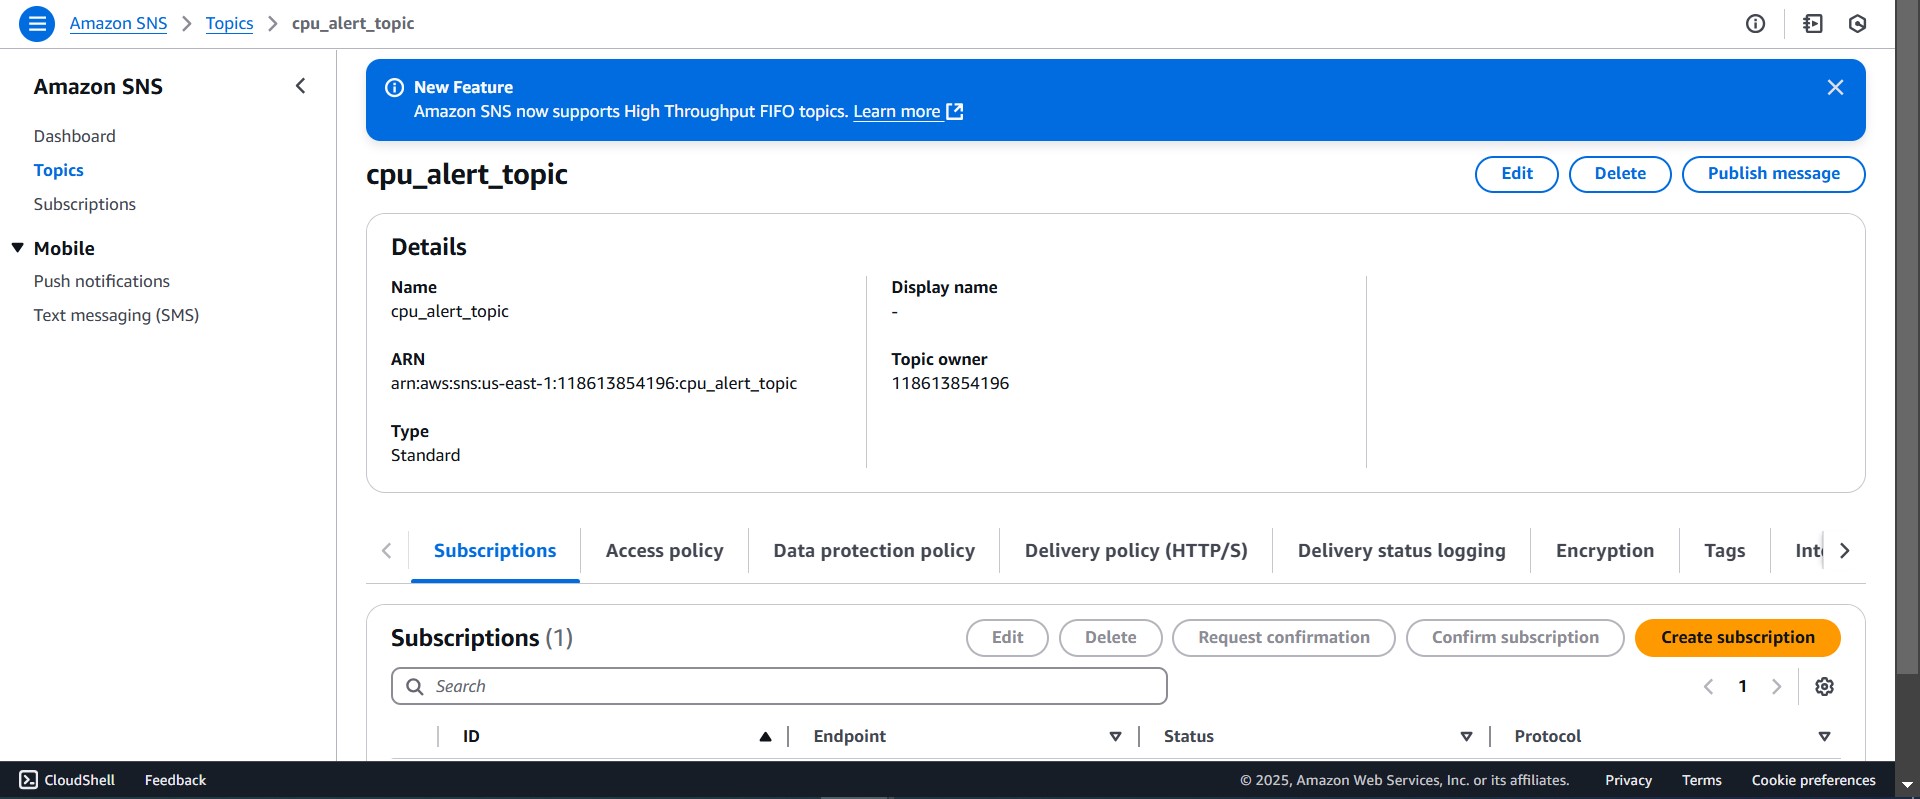 Amazon SNS > Topics > cpu_alert_topic
Amazon SNS
Dashboard
Topics
Subscriptions
Mobile
Push notifications
Text messaging (SMS)
New Feature
Amazon SNS now supports High Throughput FIFO topics. Learn more
cpu_alert_topic
Edit Delete Publish message
Details
Name
cpu_alert_topic
ARN
arn:aws:sns:us-east-1:118613854196:cpu_alert_topic
Type
Standard
Display name
-
Topic owner
118613854196
Subscriptions Access policy Data protection policy Delivery policy (HTTP/S) Delivery status logging Encryption Tags
Subscriptions (1)
Edit Delete Request confirmation Confirm subscription Create subscription
Search
1
ID Endpoint Status Protocol
CloudShell Feedback © 2025, Amazon Web Services, Inc. or its affiliates. Privacy Terms Cookie preferences